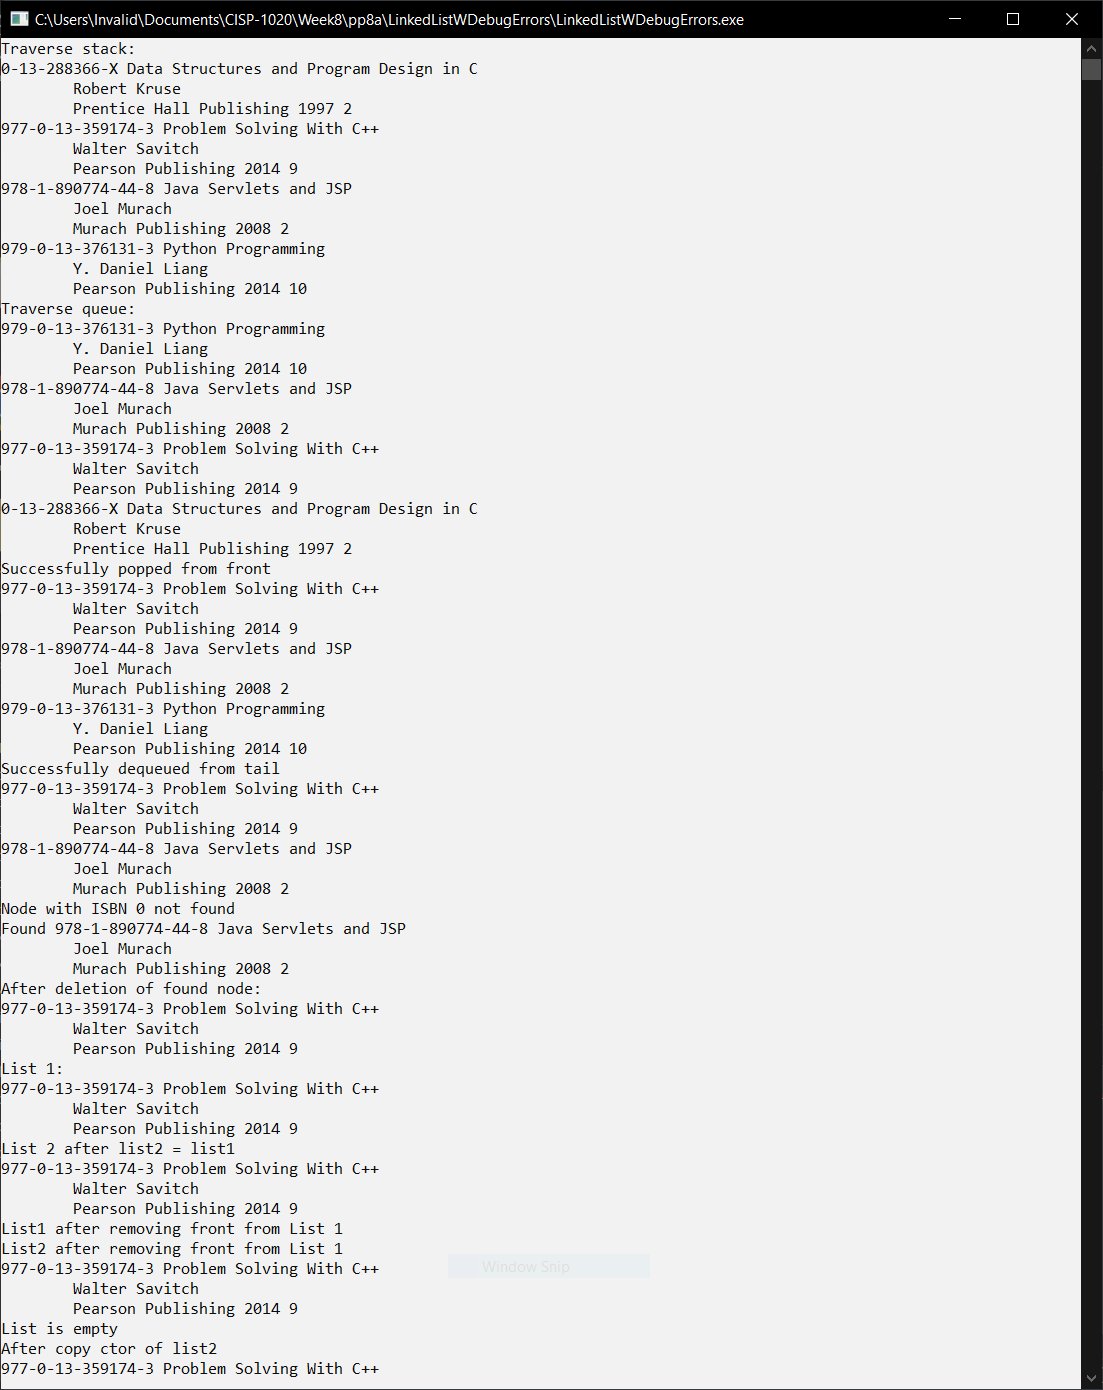 C:\Users\Invalid\Documents\CISP-1020\Week8\pp8a\LinkedListWDebugErrors\LinkedListWDebugErrors.exe
Traverse stack:
0-13-288366-X Data Structures and Program Design in C
Robert Kruse
Prentice Hall Publishing 1997 2
977-0-13-359174-3 Problem Solving With C++
Walter Savitch
Pearson Publishing 2014 9
978-1-890774-44-8 Java Servlets and JSP
Joel Murach
Murach Publishing 2008 2
979-0-13-376131-3 Python Programming
Y. Daniel Liang
Pearson Publishing 2014 10
Traverse queue:
979-0-13-376131-3 Python Programming
Y. Daniel Liang
Pearson Publishing 2014 10
978-1-890774-44-8 Java Servlets and JSP
Joel Murach
Murach Publishing 2008 2
977-0-13-359174-3 Problem Solving With C++
Walter Savitch
Pearson Publishing 2014 9
0-13-288366-X Data Structures and Program Design in C
Robert Kruse
Prentice Hall Publishing 1997 2
Successfully popped from front
977-0-13-359174-3 Problem Solving With C++
Walter Savitch
Pearson Publishing 2014 9
978-1-890774-44-8 Java Servlets and JSP
Joel Murach
Murach Publishing 2008 2
979-0-13-376131-3 Python Programming
Y. Daniel Liang
Pearson Publishing 2014 10
Successfully dequeued from tail
977-0-13-359174-3 Problem Solving With C++
Walter Savitch
Pearson Publishing 2014 9
978-1-890774-44-8 Java Servlets and JSP
Joel Murach
Murach Publishing 2008 2
Node with ISBN 0 not found
Found 978-1-890774-44-8 Java Servlets and JSP
Joel Murach
Murach Publishing 2008 2
After deletion of found node:
977-0-13-359174-3 Problem Solving With C++
Walter Savitch
Pearson Publishing 2014 9
List 1:
977-0-13-359174-3 Problem Solving With C++
Walter Savitch
Pearson Publishing 2014 9
List 2 after list2 = list1
977-0-13-359174-3 Problem Solving With C++
Walter Savitch
Pearson Publishing 2014 9
List1 after removing front from List 1
List2 after removing front from List 1
977-0-13-359174-3 Problem Solving With C++
Window Snip
Walter Savitch
Pearson Publishing 2014 9
List is empty
After copy ctor of list2
977-0-13-359174-3 Problem Solving With C++